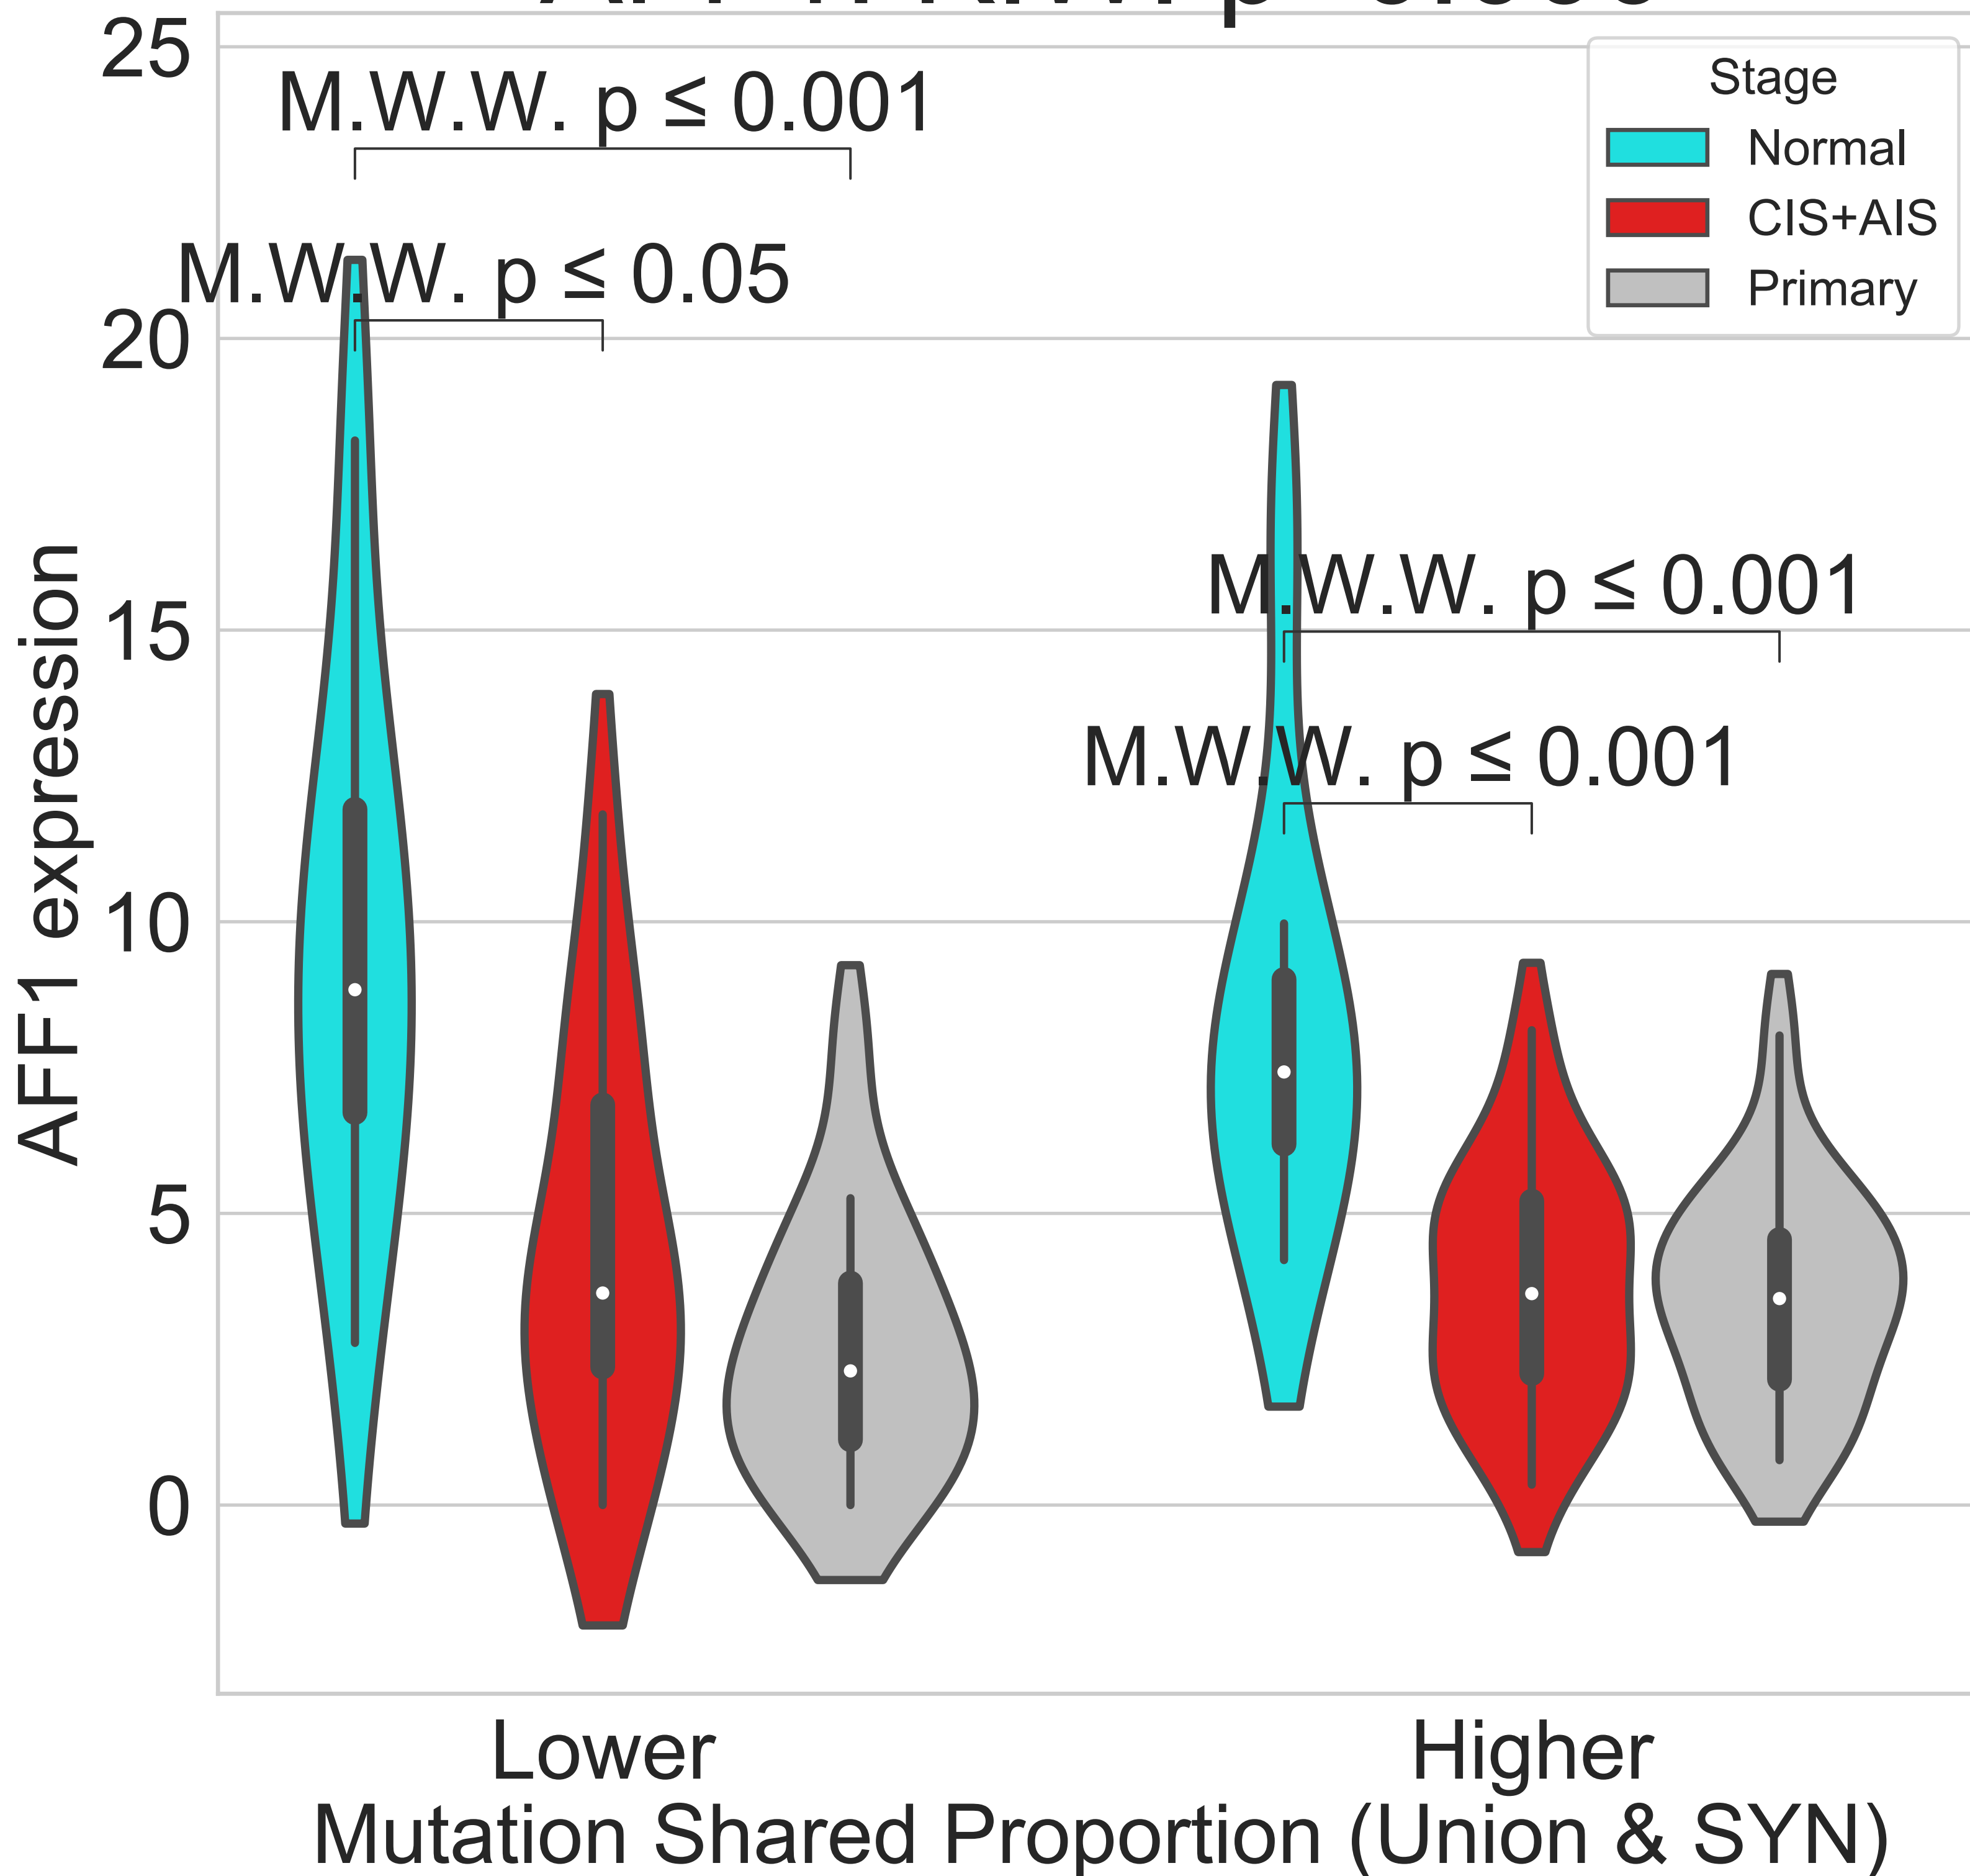 25
M.W.W. p ≤ 0.001
Stage
Normal
CIS+AIS
Primary
M.W.W. p ≤ 0.05
20
M.W.W. p ≤ 0.001
15
M.W.W. p ≤ 0.001
10
5
0
AFF1 expression
Lower
Higher
Mutation Shared Proportion (Union & SYN)